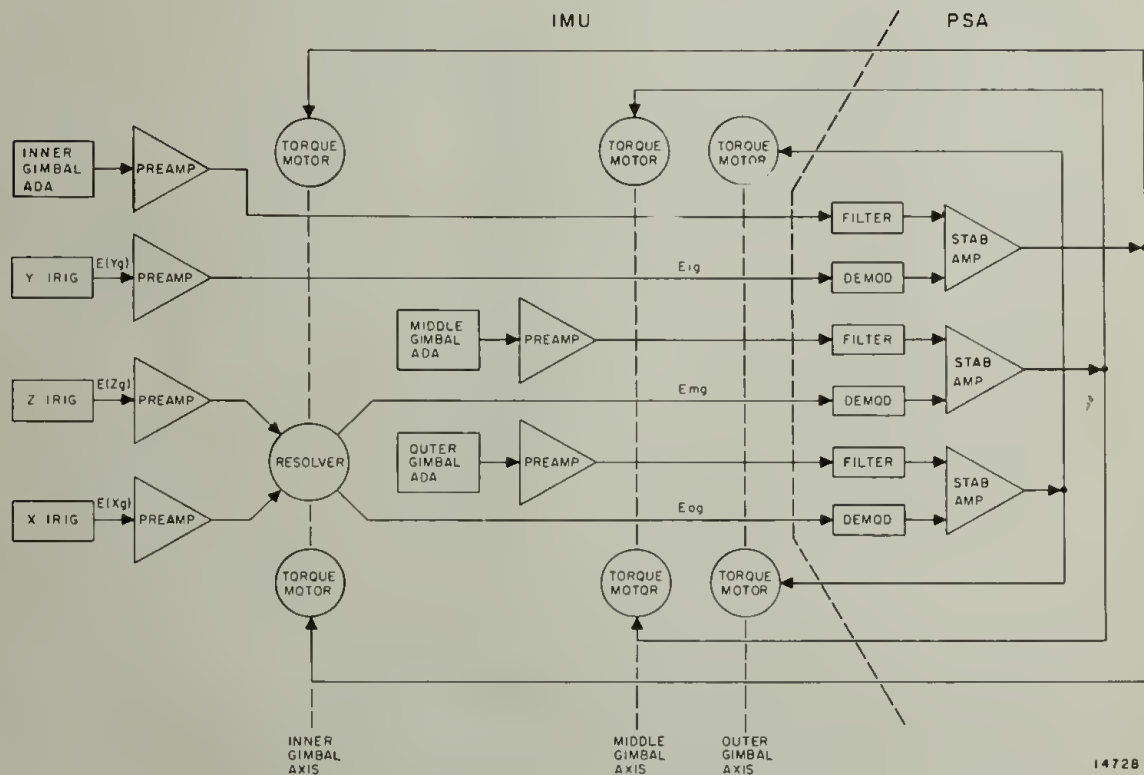 IMU
PSA
INNER
GIMBAL
ADA
PREAMP
TORQUE
MOTOR
TORQUE
MOTOR
TORQUE
MOTOR
FILTER
STAB
AMP
Y IRIG
E(Yg)
PREAMP
Eig
DEMOD
MIDDLE
GIMBAL
ADA
PREAMP
FILTER
STAB
AMP
Z IRIG
E(Zg)
PREAMP
Emg
DEMOD
RESOLVER
OUTER
GIMBAL
ADA
PREAMP
FILTER
STAB
AMP
X IRIG
E(Xg)
PREAMP
Eog
DEMOD
TORQUE
MOTOR
TORQUE
MOTOR
TORQUE
MOTOR
INNER
GIMBAL
AXIS
MIDDLE
GIMBAL
AXIS
OUTER
GIMBAL
AXIS
14728